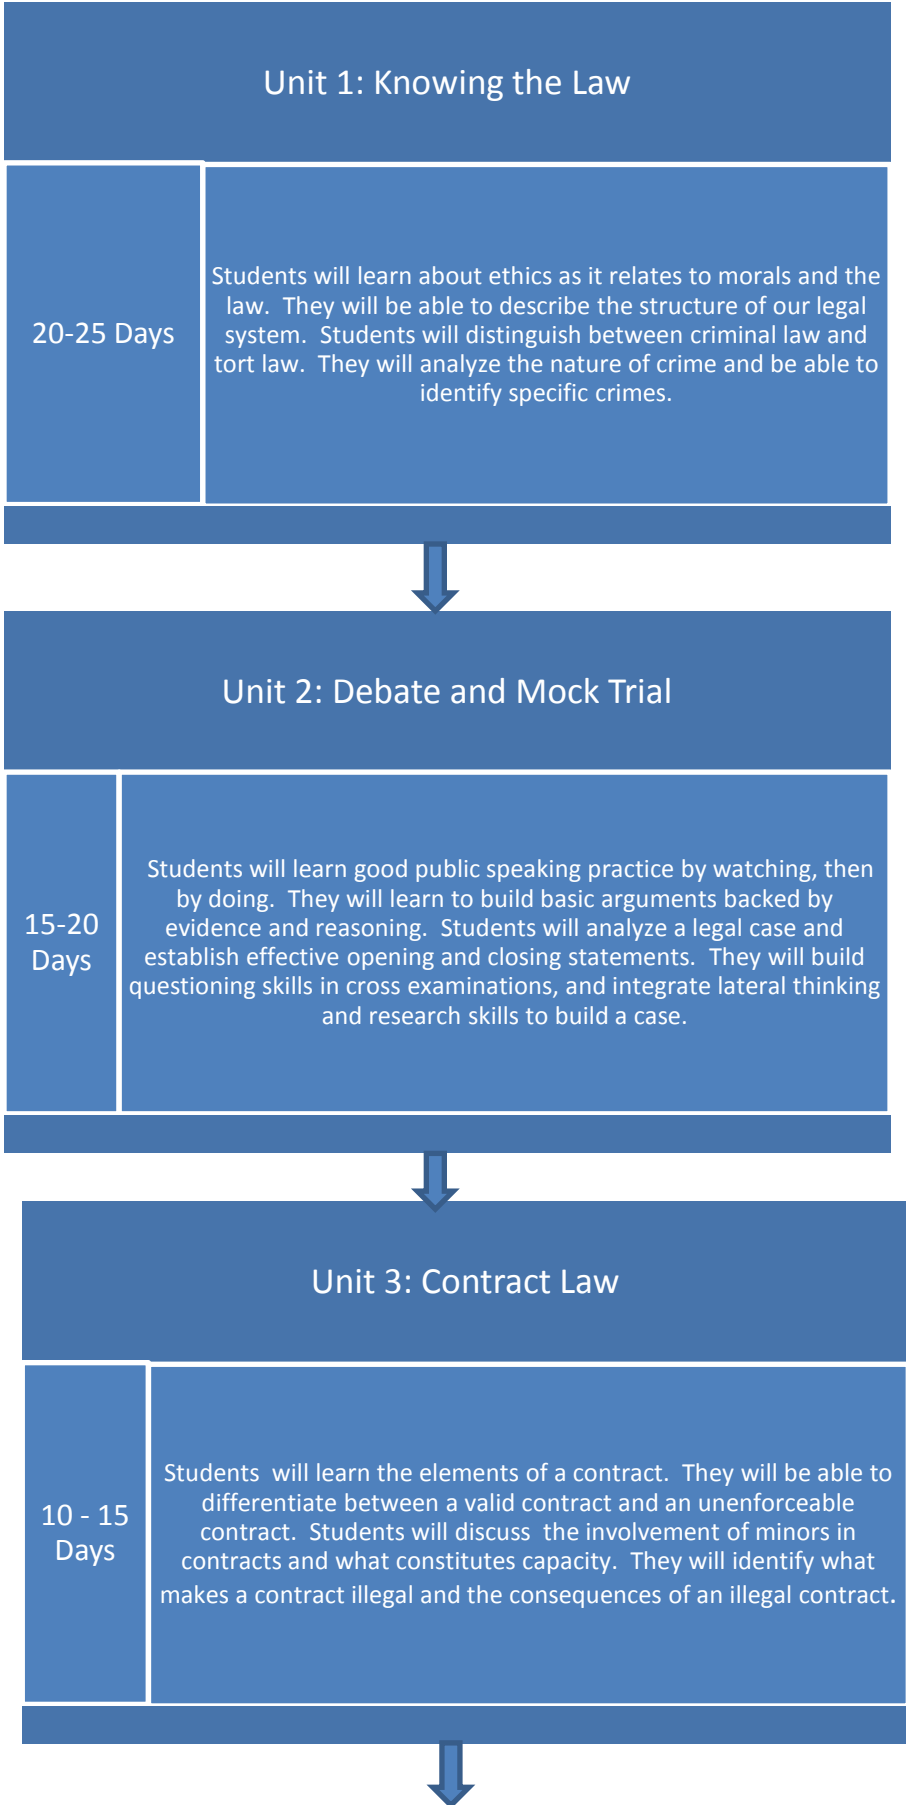 Unit 1: Knowing the Law
20-25 Days
Students will learn about ethics as it relates to morals and the
law.  They will be able to describe the structure of our legal
system.  Students will distinguish between criminal law and
tort law.  They will analyze the nature of crime and be able to
identify specific crimes.
Unit 2: Debate and Mock Trial
15-20
Days
Students will learn good public speaking practice by watching, then
by doing.  They will learn to build basic arguments backed by
evidence and reasoning.  Students will analyze a legal case and
establish effective opening and closing statements.  They will build
questioning skills in cross examinations, and integrate lateral thinking
and research skills to build a case.
Unit 3: Contract Law
10 - 15
Days
Students  will learn the elements of a contract.  They will be able to
differentiate between a valid contract and an unenforceable
contract.  Students will discuss  the involvement of minors in
contracts and what constitutes capacity.  They will identify what
makes a contract illegal and the consequences of an illegal contract.